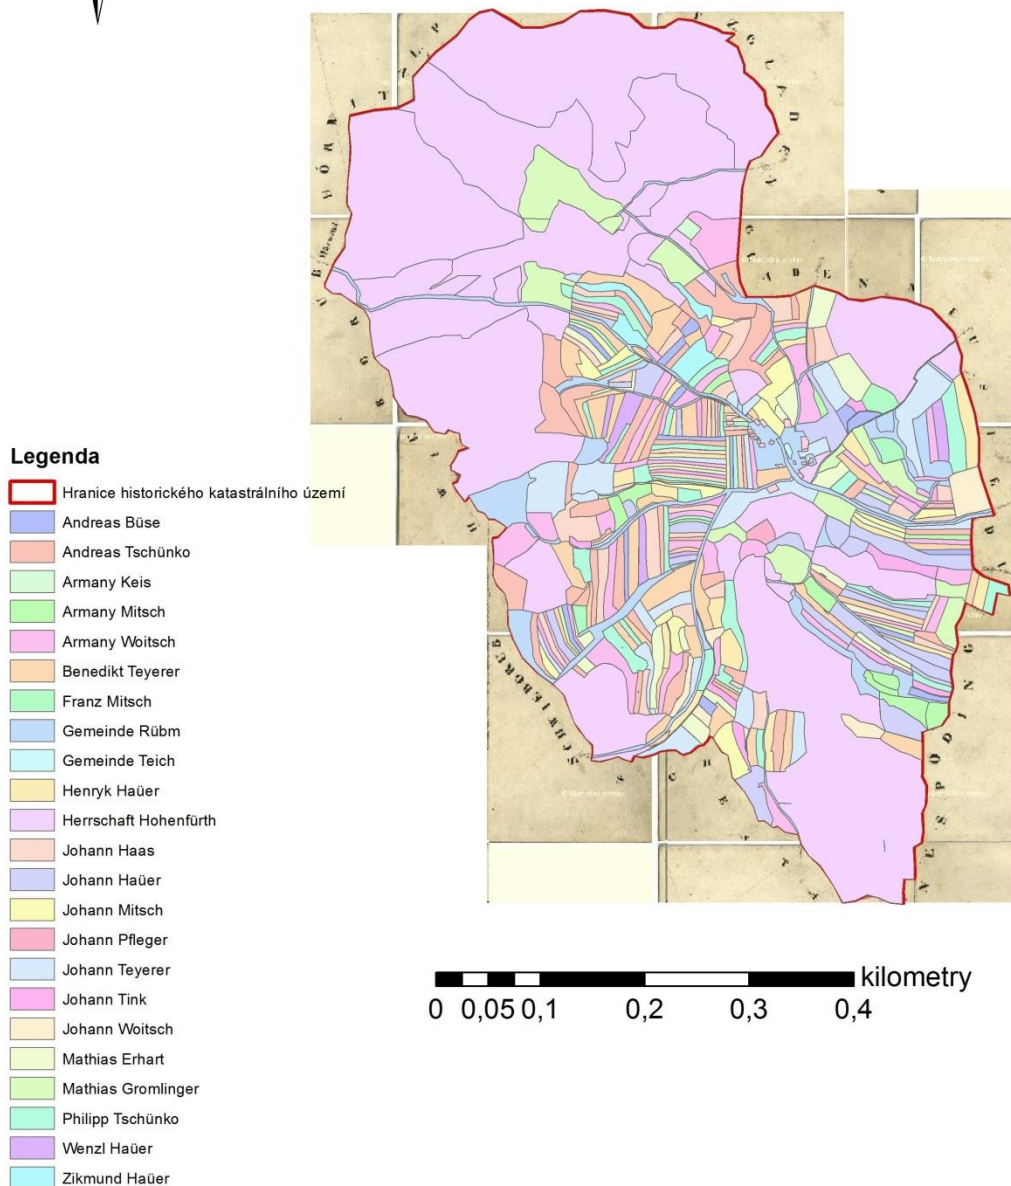 Legenda
Hranice historického katastrálního území
Andreas Büse
Andreas Tschünko
Armany Keis
Armany Mitsch
Armany Woitsch
Benedikt Teyerer
Franz Mitsch
Gemeinde Rübm
Gemeinde Teich
Henryk Haüer
Herrschaft Hohenfürth
Johann Haas
Johann Haüer
Johann Mitsch
Johann Pfleger
Johann Teyerer
Johann Tink
Johann Woitsch
Mathias Erhart
Mathias Gromlinger
Philipp Tschünko
Wenzl Haüer
Zikmund Haüer
kilometry
0 0,05 0,1 0,2 0,3 0,4